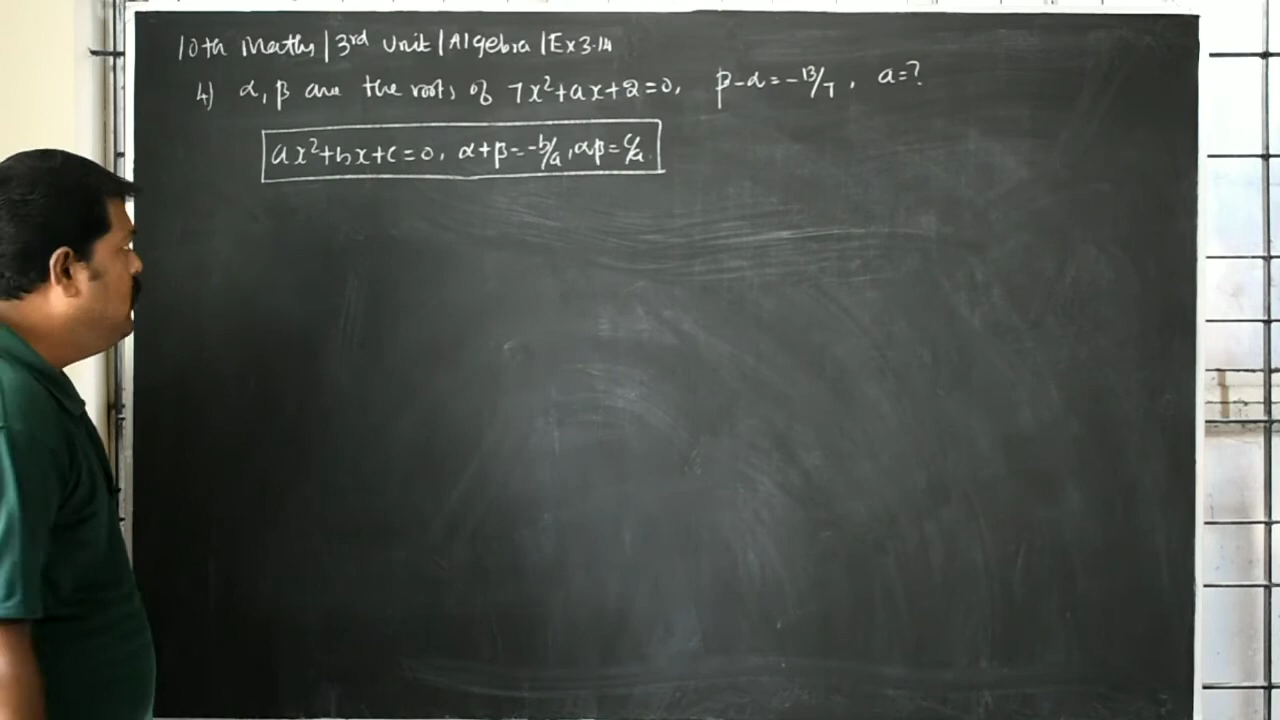 10th Maths | 3rd Unit | Algebra | Ex 3.14
4) α, β are the roots of 7x²+ax+2=0, β-α=-13/7, a=?
ax²+bx+c=0, α+β=-b/a, αβ=c/a.